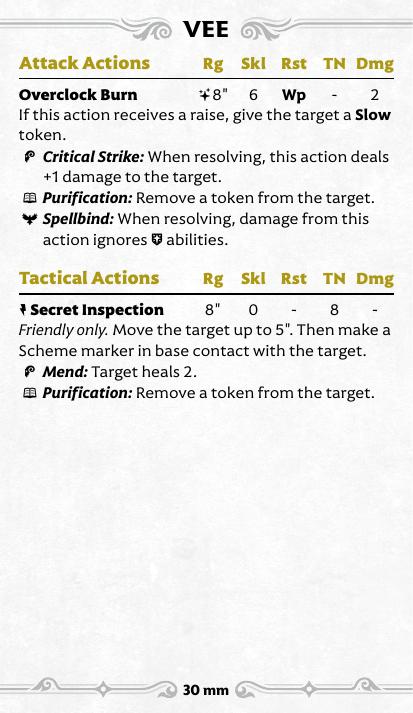 VEE
Attack Actions Rg Skl Rst TN Dmg
Overclock Burn 8" 6 Wp - 2
If this action receives a raise, give the target a Slow
token.
Critical Strike: When resolving, this action deals
+1 damage to the target.
Purification: Remove a token from the target.
Spellbind: When resolving, damage from this
action ignores abilities.
Tactical Actions Rg Skl Rst TN Dmg
Secret Inspection 8" 0 - 8 -
Friendly only. Move the target up to 5". Then make a
Scheme marker in base contact with the target.
Mend: Target heals 2.
Purification: Remove a token from the target.
30 mm